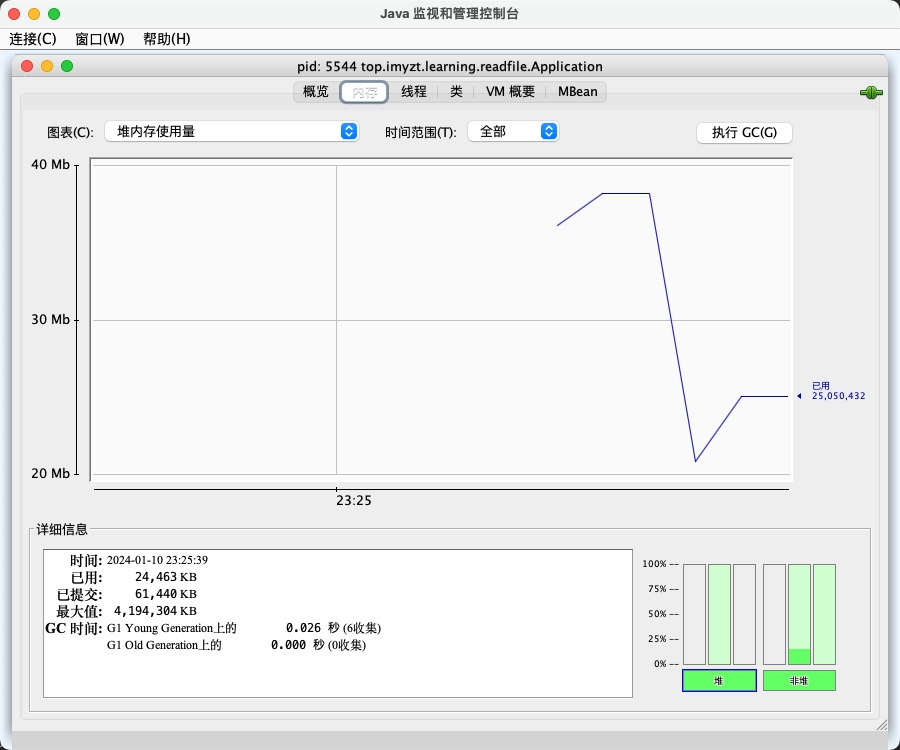 Java 监视和管理控制台
连接(C) 窗口(W) 帮助(H)
pid: 5544 top.imyzt.learning.readfile.Application
概览 内存 线程 类 VM 概要 MBean
图表(C): 堆内存使用量 时间范围(T): 全部 执行 GC(G)
40 Mb
30 Mb
已用
25,050,432
20 Mb
23:25
详细信息
时间: 2024-01-10 23:25:39
已用: 24,463 KB
已提交: 61,440 KB
最大值: 4,194,304 KB
GC 时间: G1 Young Generation上的 0.026 秒 (6收集)
G1 Old Generation上的 0.000 秒 (0收集)
100%
75%
50%
25%
0%
堆 非堆